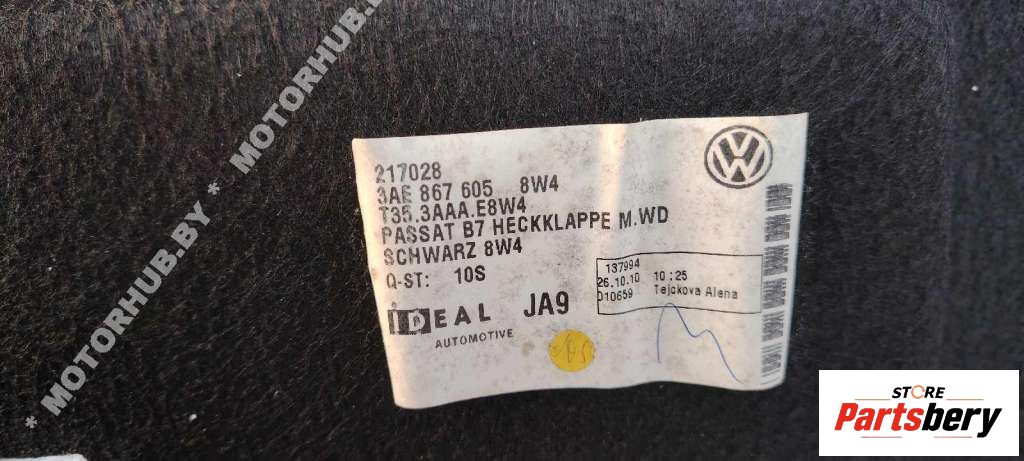 * MOTORHUB.BY * MOTORHUB.BY
217028
3AE 867 605 8W4
T35.3AAA.E8W4
PASSAT B7 HECKKLAPPE M.WD
SCHWARZ 8W4
Q-ST: 10S
IDEAL JA9
AUTOMOTIVE
137994
26.10.10 10:25
D10659 Tejckova Alena
VW
STORE
Partsbery